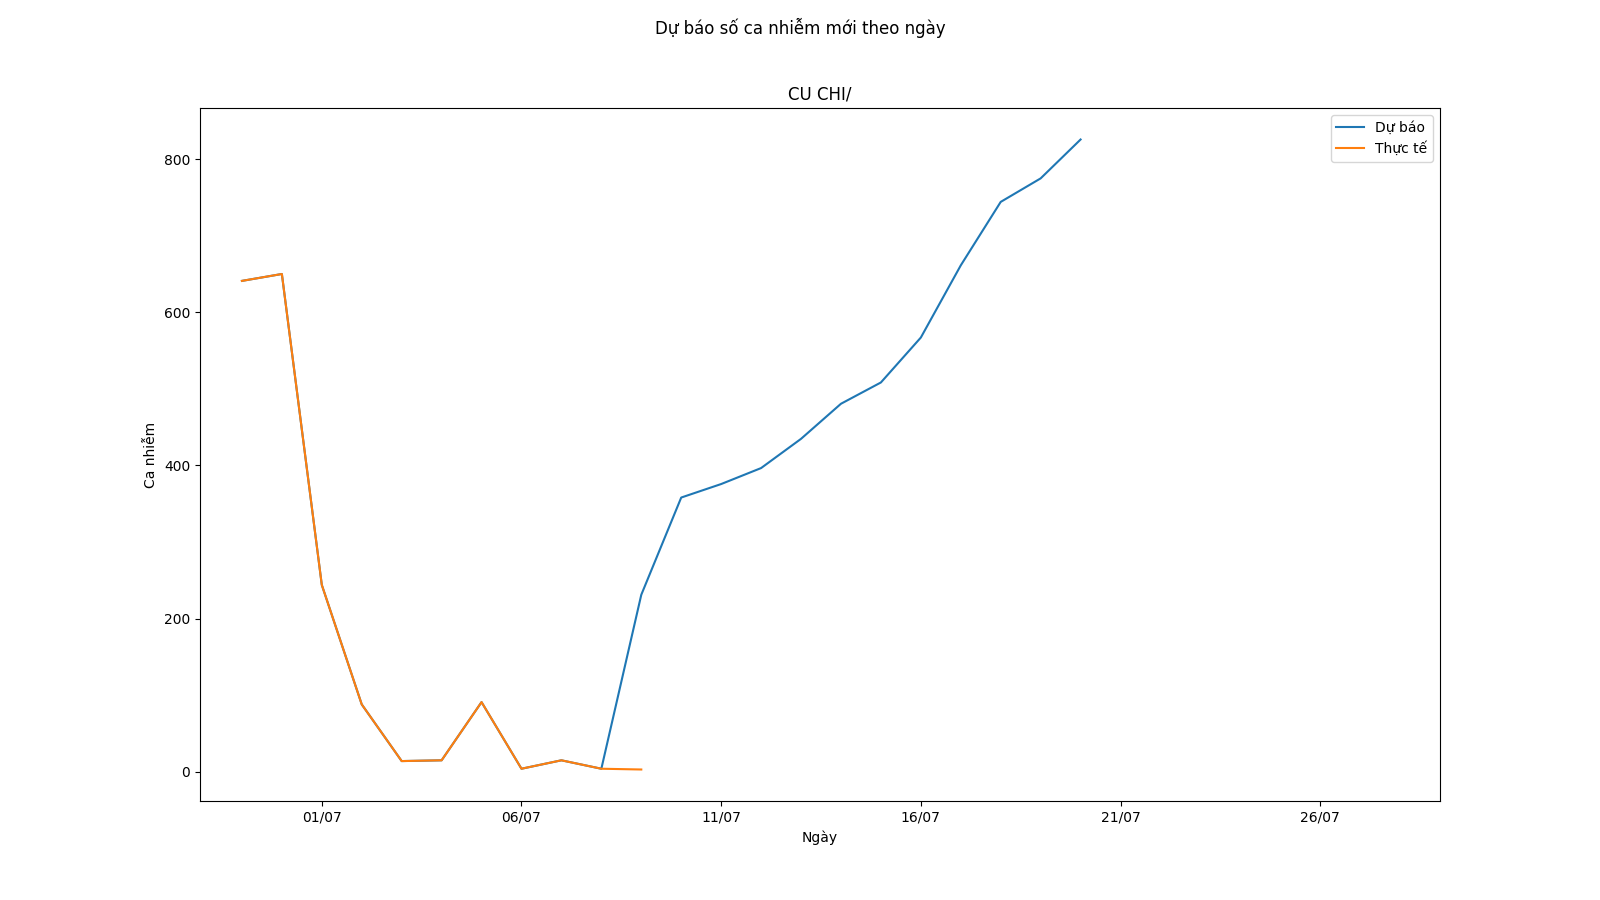 Dự báo số ca nhiễm mới theo ngày
CU CHI/
Dự báo
Thực tế
800
600
400
200
0
Ca nhiễm
01/07
06/07
11/07
16/07
21/07
26/07
Ngày